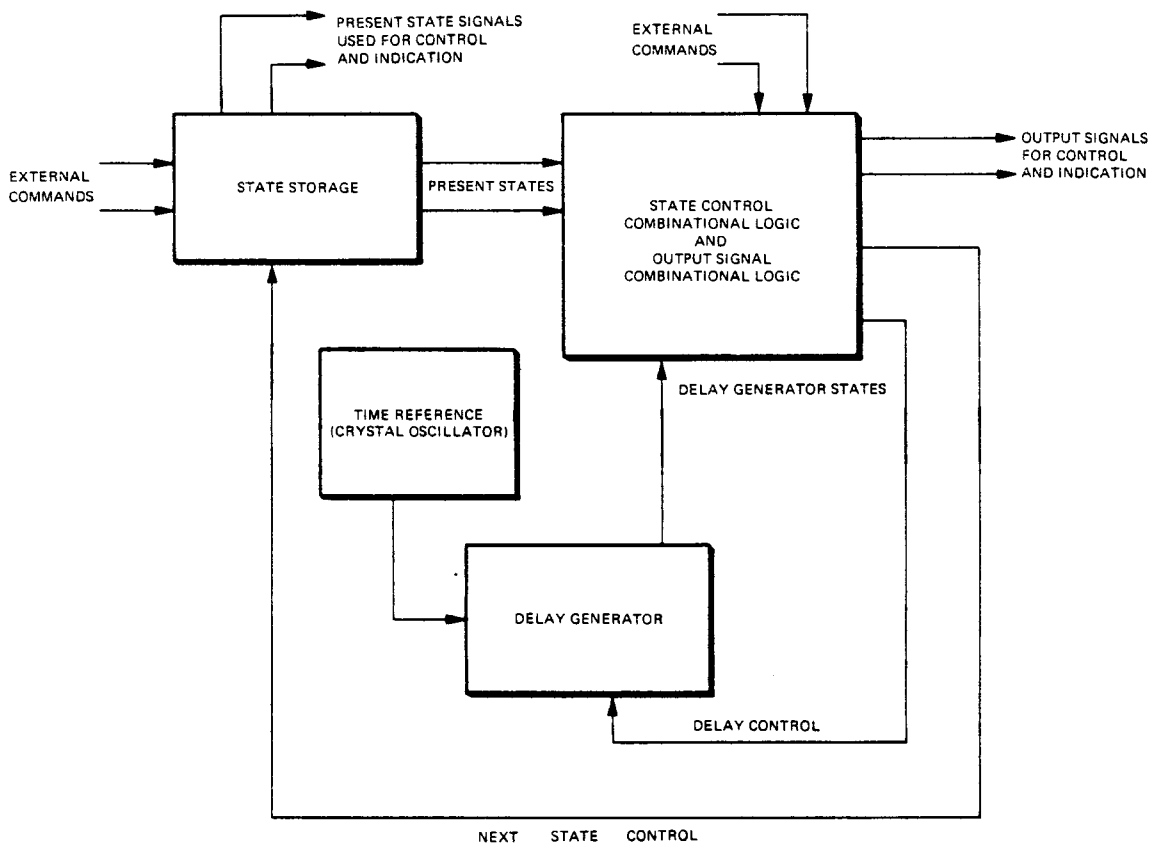 PRESENT STATE SIGNALS
USED FOR CONTROL
AND INDICATION
EXTERNAL
COMMANDS
EXTERNAL
COMMANDS
STATE STORAGE
PRESENT STATES
STATE CONTROL
COMBINATIONAL LOGIC
AND
OUTPUT SIGNAL
COMBINATIONAL LOGIC
OUTPUT SIGNALS
FOR CONTROL
AND INDICATION
TIME REFERENCE
(CRYSTAL OSCILLATOR)
DELAY GENERATOR STATES
DELAY GENERATOR
DELAY CONTROL
NEXT STATE CONTROL